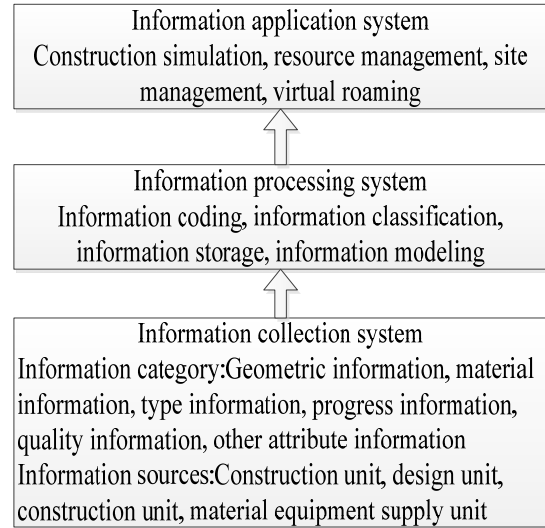 Information application system
Construction simulation, resource management, site
management, virtual roaming
Information processing system
Information coding, information classification,
information storage, information modeling
Information collection system
Information category:Geometric information, material
information, type information, progress information,
quality information, other attribute information
Information sources:Construction unit, design unit,
construction unit, material equipment supply unit